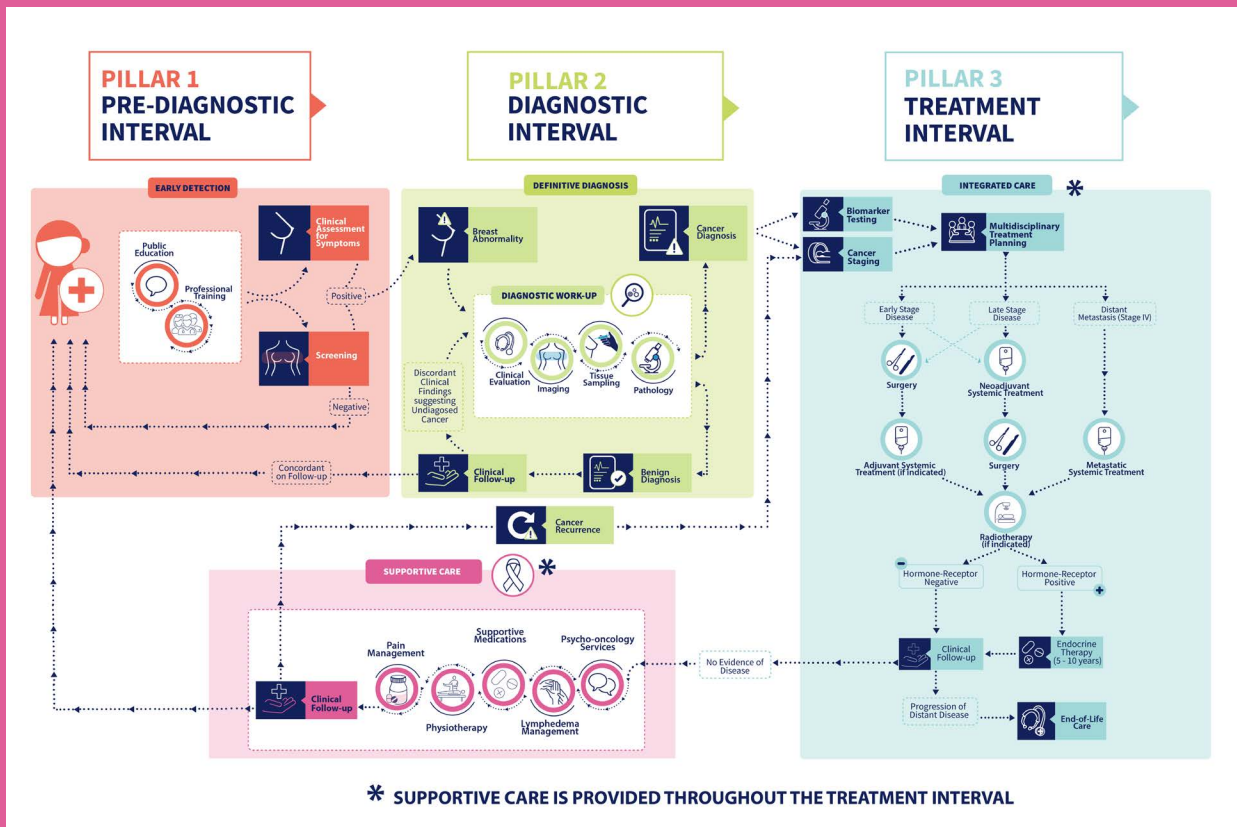 PILLAR 1
PRE-DIAGNOSTIC
INTERVAL
PILLAR 2
DIAGNOSTIC
INTERVAL
PILLAR 3
TREATMENT
INTERVAL
EARLY DETECTION
Public
Education
Professional
Training
Clinical
Assessment
for
Symptoms
Positive
Screening
Negative
Concordant
on Follow-up
DEFINITIVE DIAGNOSIS
Breast
Abnormality
Cancer
Diagnosis
DIAGNOSTIC WORK-UP
Clinical
Evaluation
Imaging
Tissue
Sampling
Pathology
Discordant
Clinical
Findings
suggesting
Undiagosed
Cancer
Clinical
Follow-up
Benign
Diagnosis
Cancer
Recurrence
INTEGRATED CARE
*
Biomarker
Testing
Cancer
Staging
Multidisciplinary
Treatment
Planning
Early Stage
Disease
Late Stage
Disease
Distant
Metastasis (Stage IV)
Surgery
Neoadjuvant
Systemic Treatment
Adjuvant Systemic
Treatment (if indicated)
Surgery
Metastatic
Systemic Treatment
Radiotherapy
(if indicated)
Hormone-Receptor
Negative
Hormone-Receptor
Positive
Clinical
Follow-up
Endocrine
Therapy
(5 - 10 years)
No Evidence of
Disease
Progression of
Distant Disease
End-of-Life
Care
SUPPORTIVE CARE
*
Clinical
Follow-up
Pain
Management
Physiotherapy
Supportive
Medications
Lymphedema
Management
Psycho-oncology
Services
* SUPPORTIVE CARE IS PROVIDED THROUGHOUT THE TREATMENT INTERVAL